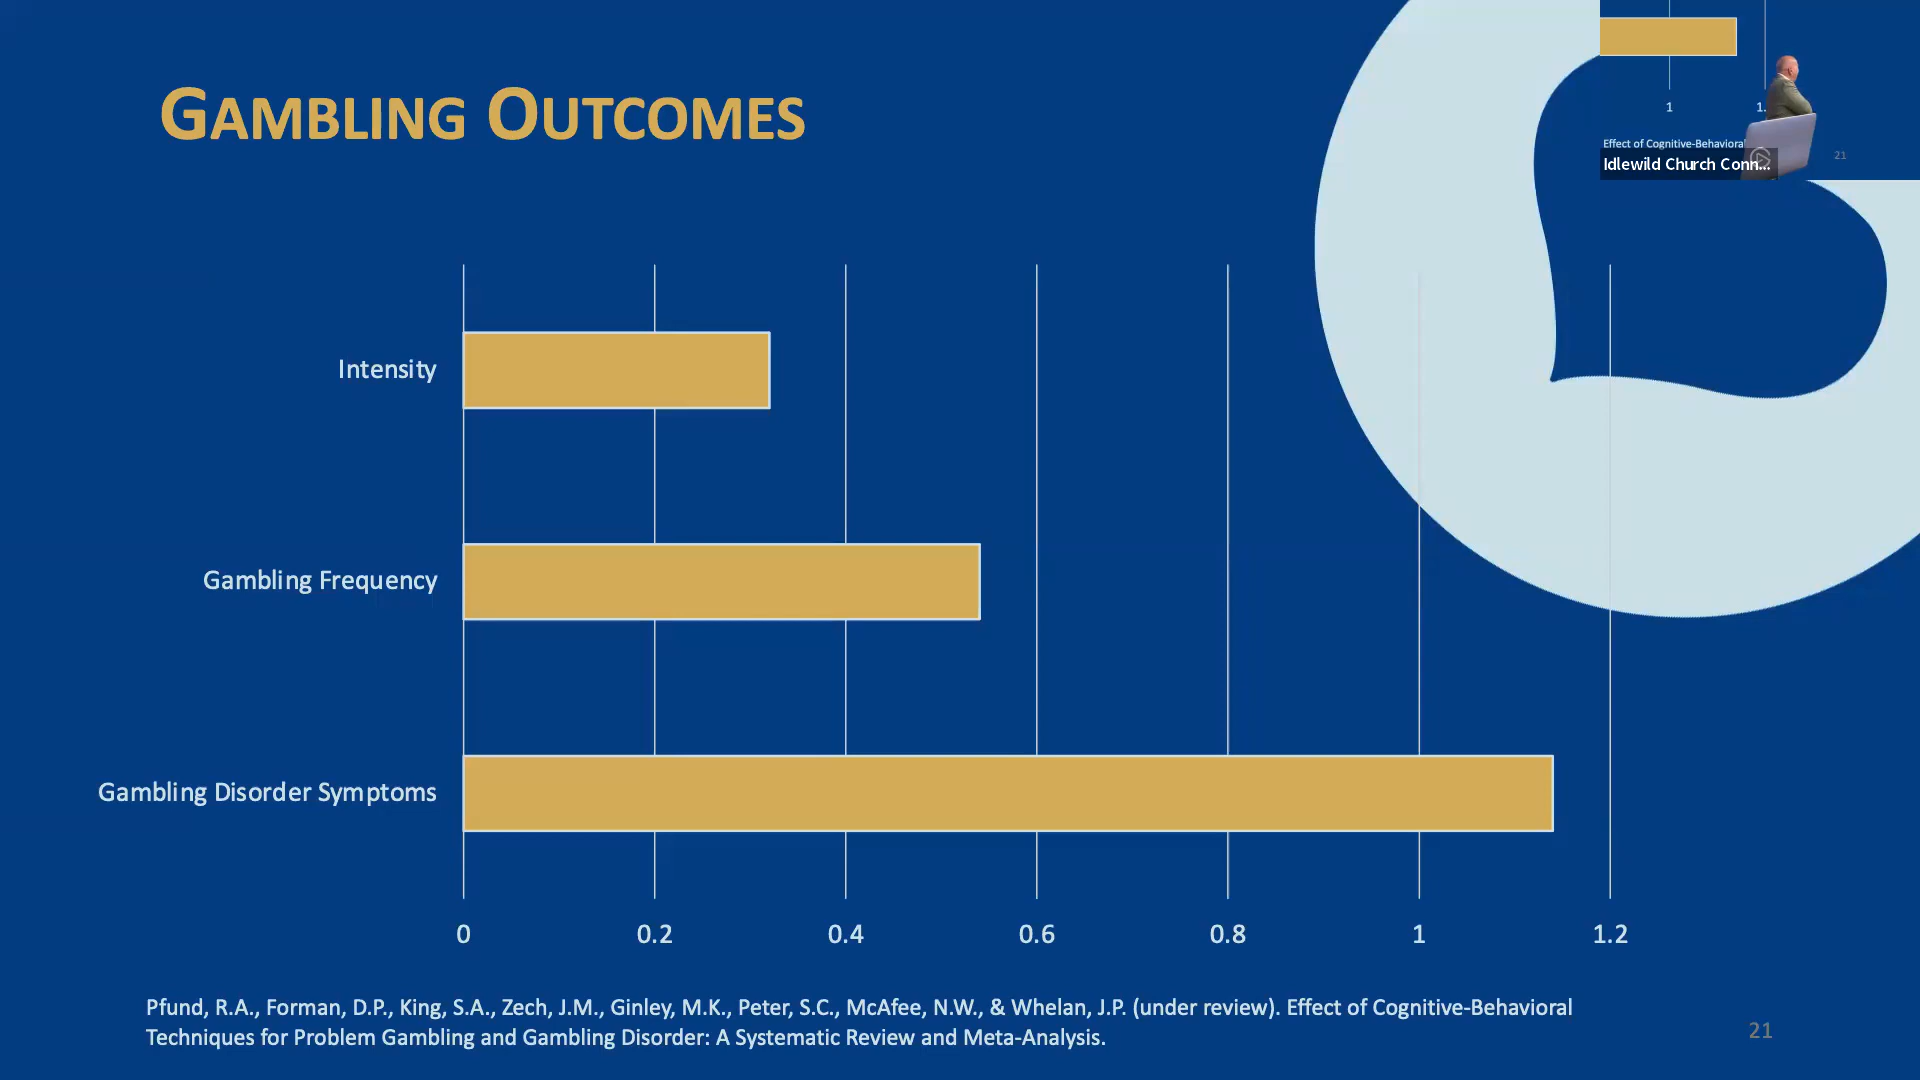 GAMBLING OUTCOMES
1
1.
Effect of Cognitive-Behavioral
Idlewild Church Conn...
21
Intensity
Gambling Frequency
Gambling Disorder Symptoms
0 0.2 0.4 0.6 0.8 1 1.2
Pfund, R.A., Forman, D.P., King, S.A., Zech, J.M., Ginley, M.K., Peter, S.C., McAfee, N.W., & Whelan, J.P. (under review). Effect of Cognitive-Behavioral
Techniques for Problem Gambling and Gambling Disorder: A Systematic Review and Meta-Analysis.
21